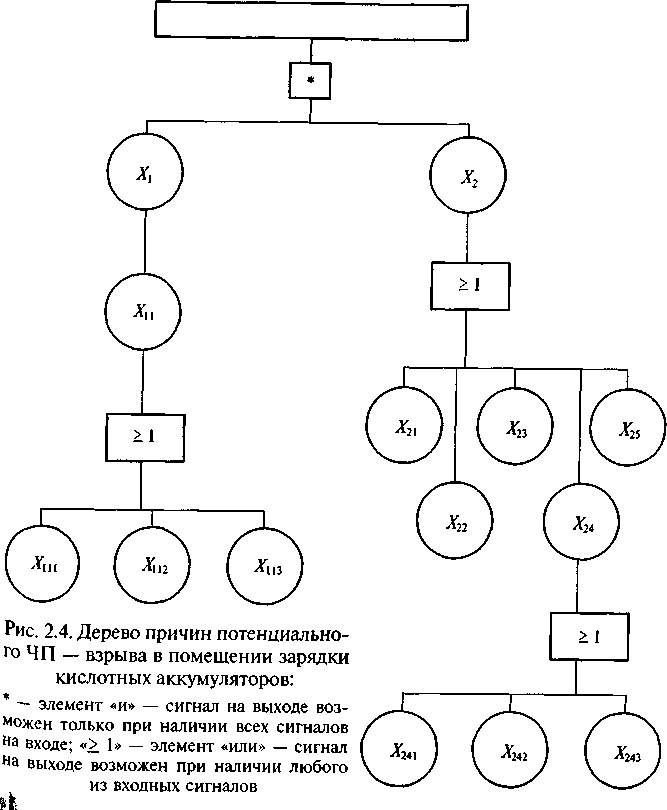 *
X₁
X₂
≥ 1
X₁₁
X₂₁
X₂₃
X₂₅
≥ 1
X₂₂
X₂₄
X₁₁₁
X₁₁₂
X₁₁₃
≥ 1
Рис. 2.4. Дерево причин потенциально-
го ЧП — взрыва в помещении зарядки
кислотных аккумуляторов:
* — элемент «и» — сигнал на выходе воз-
можен только при наличии всех сигналов
на входе; «≥ 1» — элемент «или» — сигнал
на выходе возможен при наличии любого
из входных сигналов
X₂₄₁
X₂₄₂
X₂₄₃